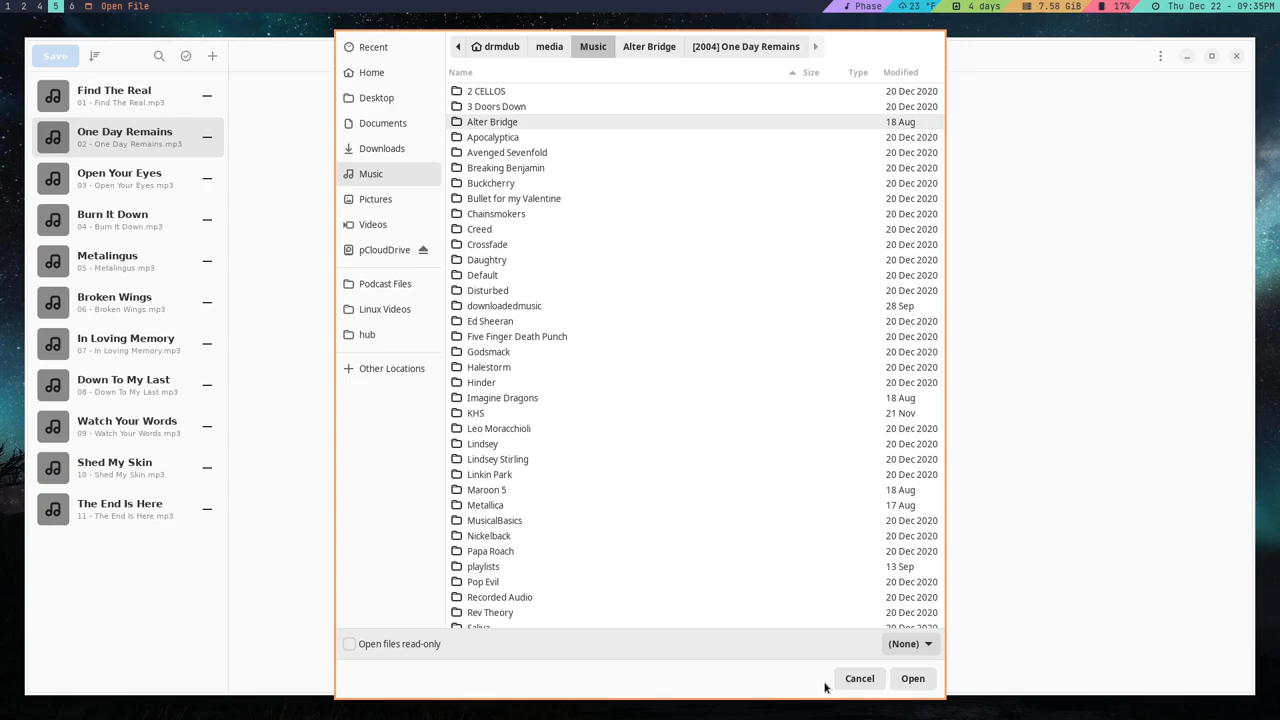 1 2 4 5 6 Open File
Phase 23 °F 4 days 7.58 GiB 17% Thu Dec 22 - 09:35PM
Save
Find The Real
01 - Find The Real.mp3
One Day Remains
02 - One Day Remains.mp3
Open Your Eyes
03 - Open Your Eyes.mp3
Burn It Down
04 - Burn It Down.mp3
Metalingus
05 - Metalingus.mp3
Broken Wings
06 - Broken Wings.mp3
In Loving Memory
07 - In Loving Memory.mp3
Down To My Last
08 - Down To My Last.mp3
Watch Your Words
09 - Watch Your Words.mp3
Shed My Skin
10 - Shed My Skin.mp3
The End Is Here
11 - The End Is Here.mp3
Recent
Home
Desktop
Documents
Downloads
Music
Pictures
Videos
pCloudDrive
Podcast Files
Linux Videos
hub
Other Locations
drmdub media Music Alter Bridge [2004] One Day Remains
Name Size Type Modified
2 CELLOS 20 Dec 2020
3 Doors Down 20 Dec 2020
Alter Bridge 18 Aug
Apocalyptica 20 Dec 2020
Avenged Sevenfold 20 Dec 2020
Breaking Benjamin 20 Dec 2020
Buckcherry 20 Dec 2020
Bullet for my Valentine 20 Dec 2020
Chainsmokers 20 Dec 2020
Creed 20 Dec 2020
Crossfade 20 Dec 2020
Daughtry 20 Dec 2020
Default 20 Dec 2020
Disturbed 20 Dec 2020
downloadedmusic 28 Sep
Ed Sheeran 20 Dec 2020
Five Finger Death Punch 20 Dec 2020
Godsmack 20 Dec 2020
Halestorm 20 Dec 2020
Hinder 20 Dec 2020
Imagine Dragons 18 Aug
KHS 21 Nov
Leo Moracchioli 20 Dec 2020
Lindsey 20 Dec 2020
Lindsey Stirling 20 Dec 2020
Linkin Park 20 Dec 2020
Maroon 5 18 Aug
Metallica 17 Aug
MusicalBasics 20 Dec 2020
Nickelback 20 Dec 2020
Papa Roach 20 Dec 2020
playlists 13 Sep
Pop Evil 20 Dec 2020
Recorded Audio 20 Dec 2020
Rev Theory 20 Dec 2020
Saliva 20 Dec 2020
Open files read-only (None)
Cancel Open